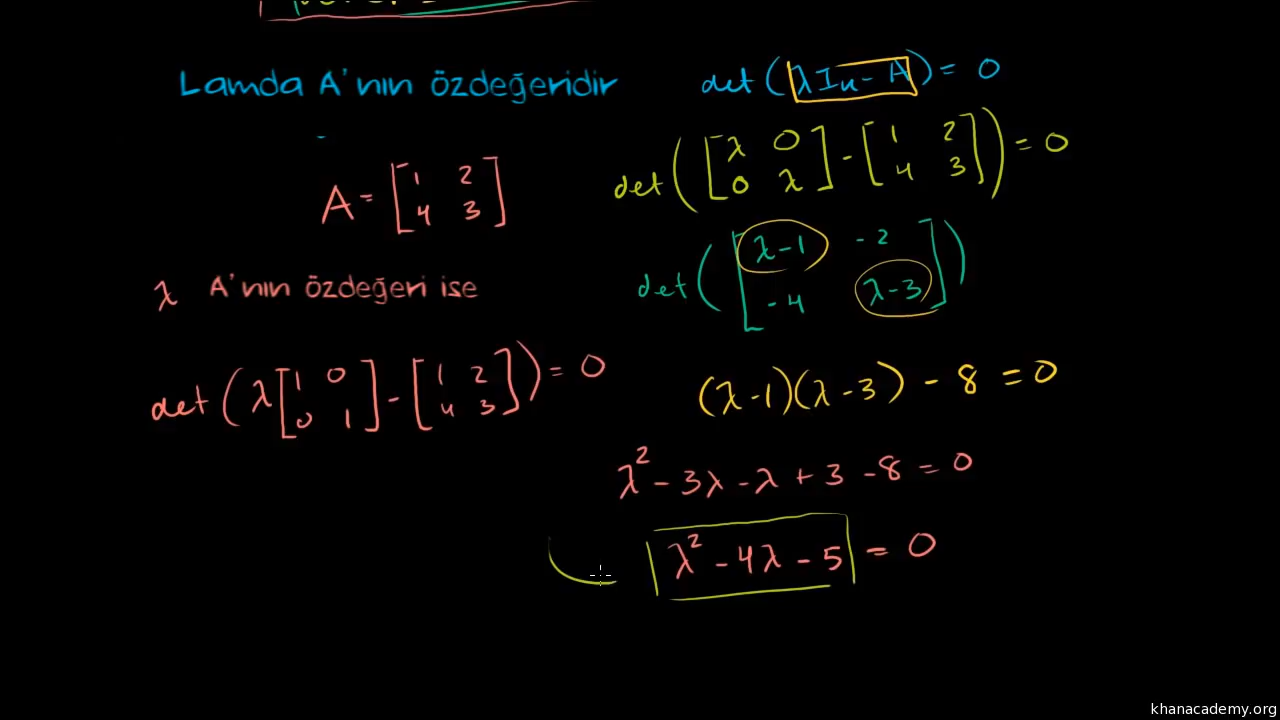 Lamda A'nın özdeğeridir
A = [1 2; 4 3]
λ A'nın özdeğeri ise
det(λ[1 0; 0 1] - [1 2; 4 3]) = 0
det(λIn - A) = 0
det([λ 0; 0 λ] - [1 2; 4 3]) = 0
det([λ-1 -2; -4 λ-3])
(λ-1)(λ-3) - 8 = 0
λ² - 3λ - λ + 3 - 8 = 0
λ² - 4λ - 5 = 0
khanacademy.org